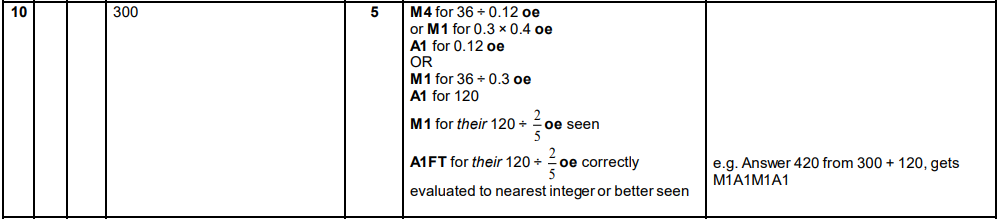 10 300 5 M4 for 36 ÷ 0.12 oe
or M1 for 0.3 × 0.4 oe
A1 for 0.12 oe
OR
M1 for 36 ÷ 0.3 oe
A1 for 120
M1 for their 120 ÷ 2/5 oe seen
A1FT for their 120 ÷ 2/5 oe correctly
evaluated to nearest integer or better seen
e.g. Answer 420 from 300 + 120, gets
M1A1M1A1